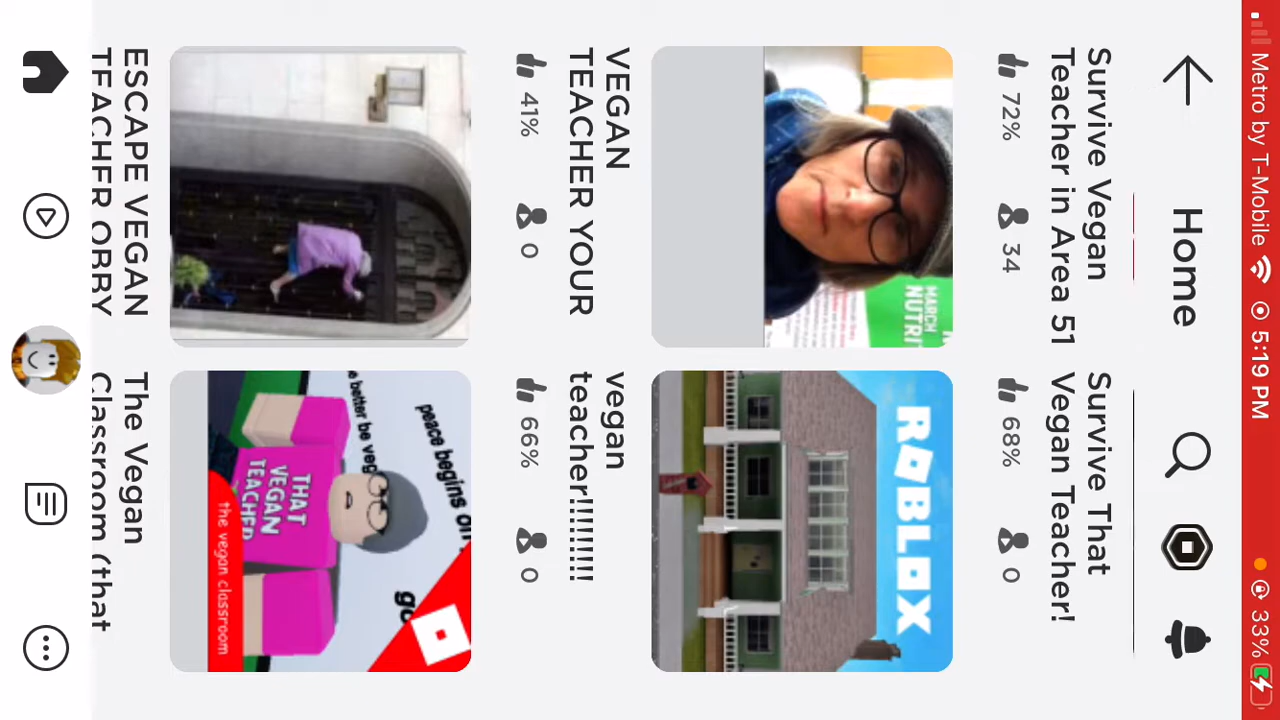 Metro by T-Mobile 5:19 PM 33%
Home
Survive Vegan
Teacher in Area 51
72% 34
Survive That
Vegan Teacher!
68% 0
MARCH
NUTRI
ROBLOX
VEGAN
TEACHER YOUR
41% 0
vegan
teacher!!!!!!!!!
66% 0
peace begins on
be better be veg
go
THAT
VEGAN
TEACHER
the vegan classroom
ESCAPE VEGAN
TEACHER OBBY
The Vegan
Classroom (that